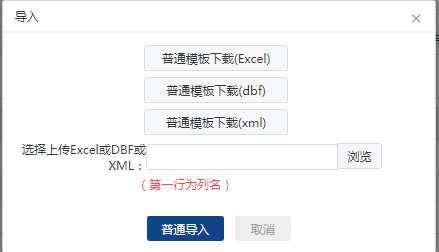 导入
普通模板下载(Excel)
普通模板下载(dbf)
普通模板下载(xml)
选择上传Excel或DBF或
XML：
浏览
（第一行为列名）
普通导入
取消